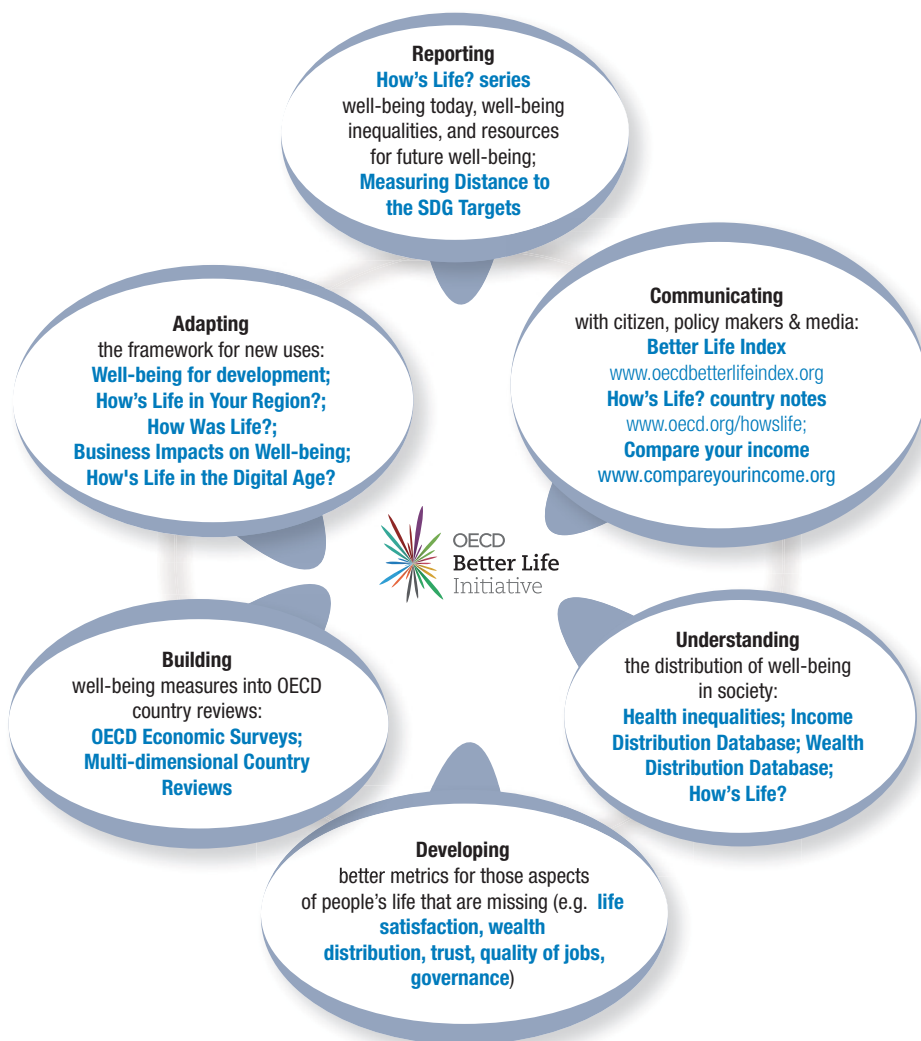 Reporting
How's Life? series
well-being today, well-being
inequalities, and resources
for future well-being;
Measuring Distance to
the SDG Targets
Communicating
with citizen, policy makers & media:
Better Life Index
www.oecdbetterlifeindex.org
How's Life? country notes
www.oecd.org/howslife;
Compare your income
www.compareyourincome.org
Adapting
the framework for new uses:
Well-being for development;
How's Life in Your Region?;
How Was Life?;
Business Impacts on Well-being;
How's Life in the Digital Age?
OECD
Better Life
Initiative
Understanding
the distribution of well-being
in society:
Health inequalities; Income
Distribution Database; Wealth
Distribution Database;
How's Life?
Building
well-being measures into OECD
country reviews:
OECD Economic Surveys;
Multi-dimensional Country
Reviews
Developing
better metrics for those aspects
of people's life that are missing (e.g. life
satisfaction, wealth
distribution, trust, quality of jobs,
governance)